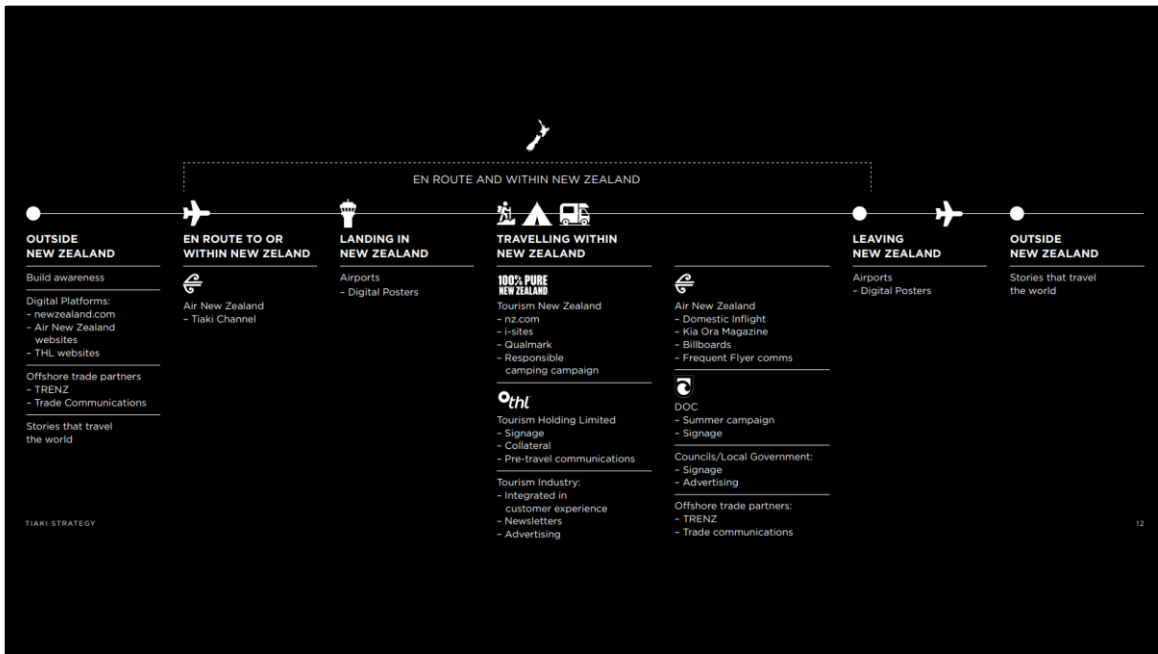 EN ROUTE AND WITHIN NEW ZEALAND
OUTSIDE
NEW ZEALAND
Build awareness
Digital Platforms:
– newzealand.com
– Air New Zealand
websites
– THL websites
Offshore trade partners
– TRENZ
– Trade Communications
Stories that travel
the world
EN ROUTE TO OR
WITHIN NEW ZELAND
Air New Zealand
– Tiaki Channel
LANDING IN
NEW ZEALAND
Airports
– Digital Posters
TRAVELLING WITHIN
NEW ZEALAND
100% PURE
NEW ZEALAND
Tourism New Zealand
– nz.com
– i-sites
– Qualmark
– Responsible
camping campaign
thl
Tourism Holding Limited
– Signage
– Collateral
– Pre-travel communications
Tourism Industry:
– Integrated in
customer experience
– Newsletters
– Advertising
Air New Zealand
– Domestic Inflight
– Kia Ora Magazine
– Billboards
– Frequent Flyer comms
DOC
– Summer campaign
– Signage
Councils/Local Government:
– Signage
– Advertising
Offshore trade partners:
– TRENZ
– Trade communications
LEAVING
NEW ZEALAND
Airports
– Digital Posters
OUTSIDE
NEW ZEALAND
Stories that travel
the world
TIAKI STRATEGY
12